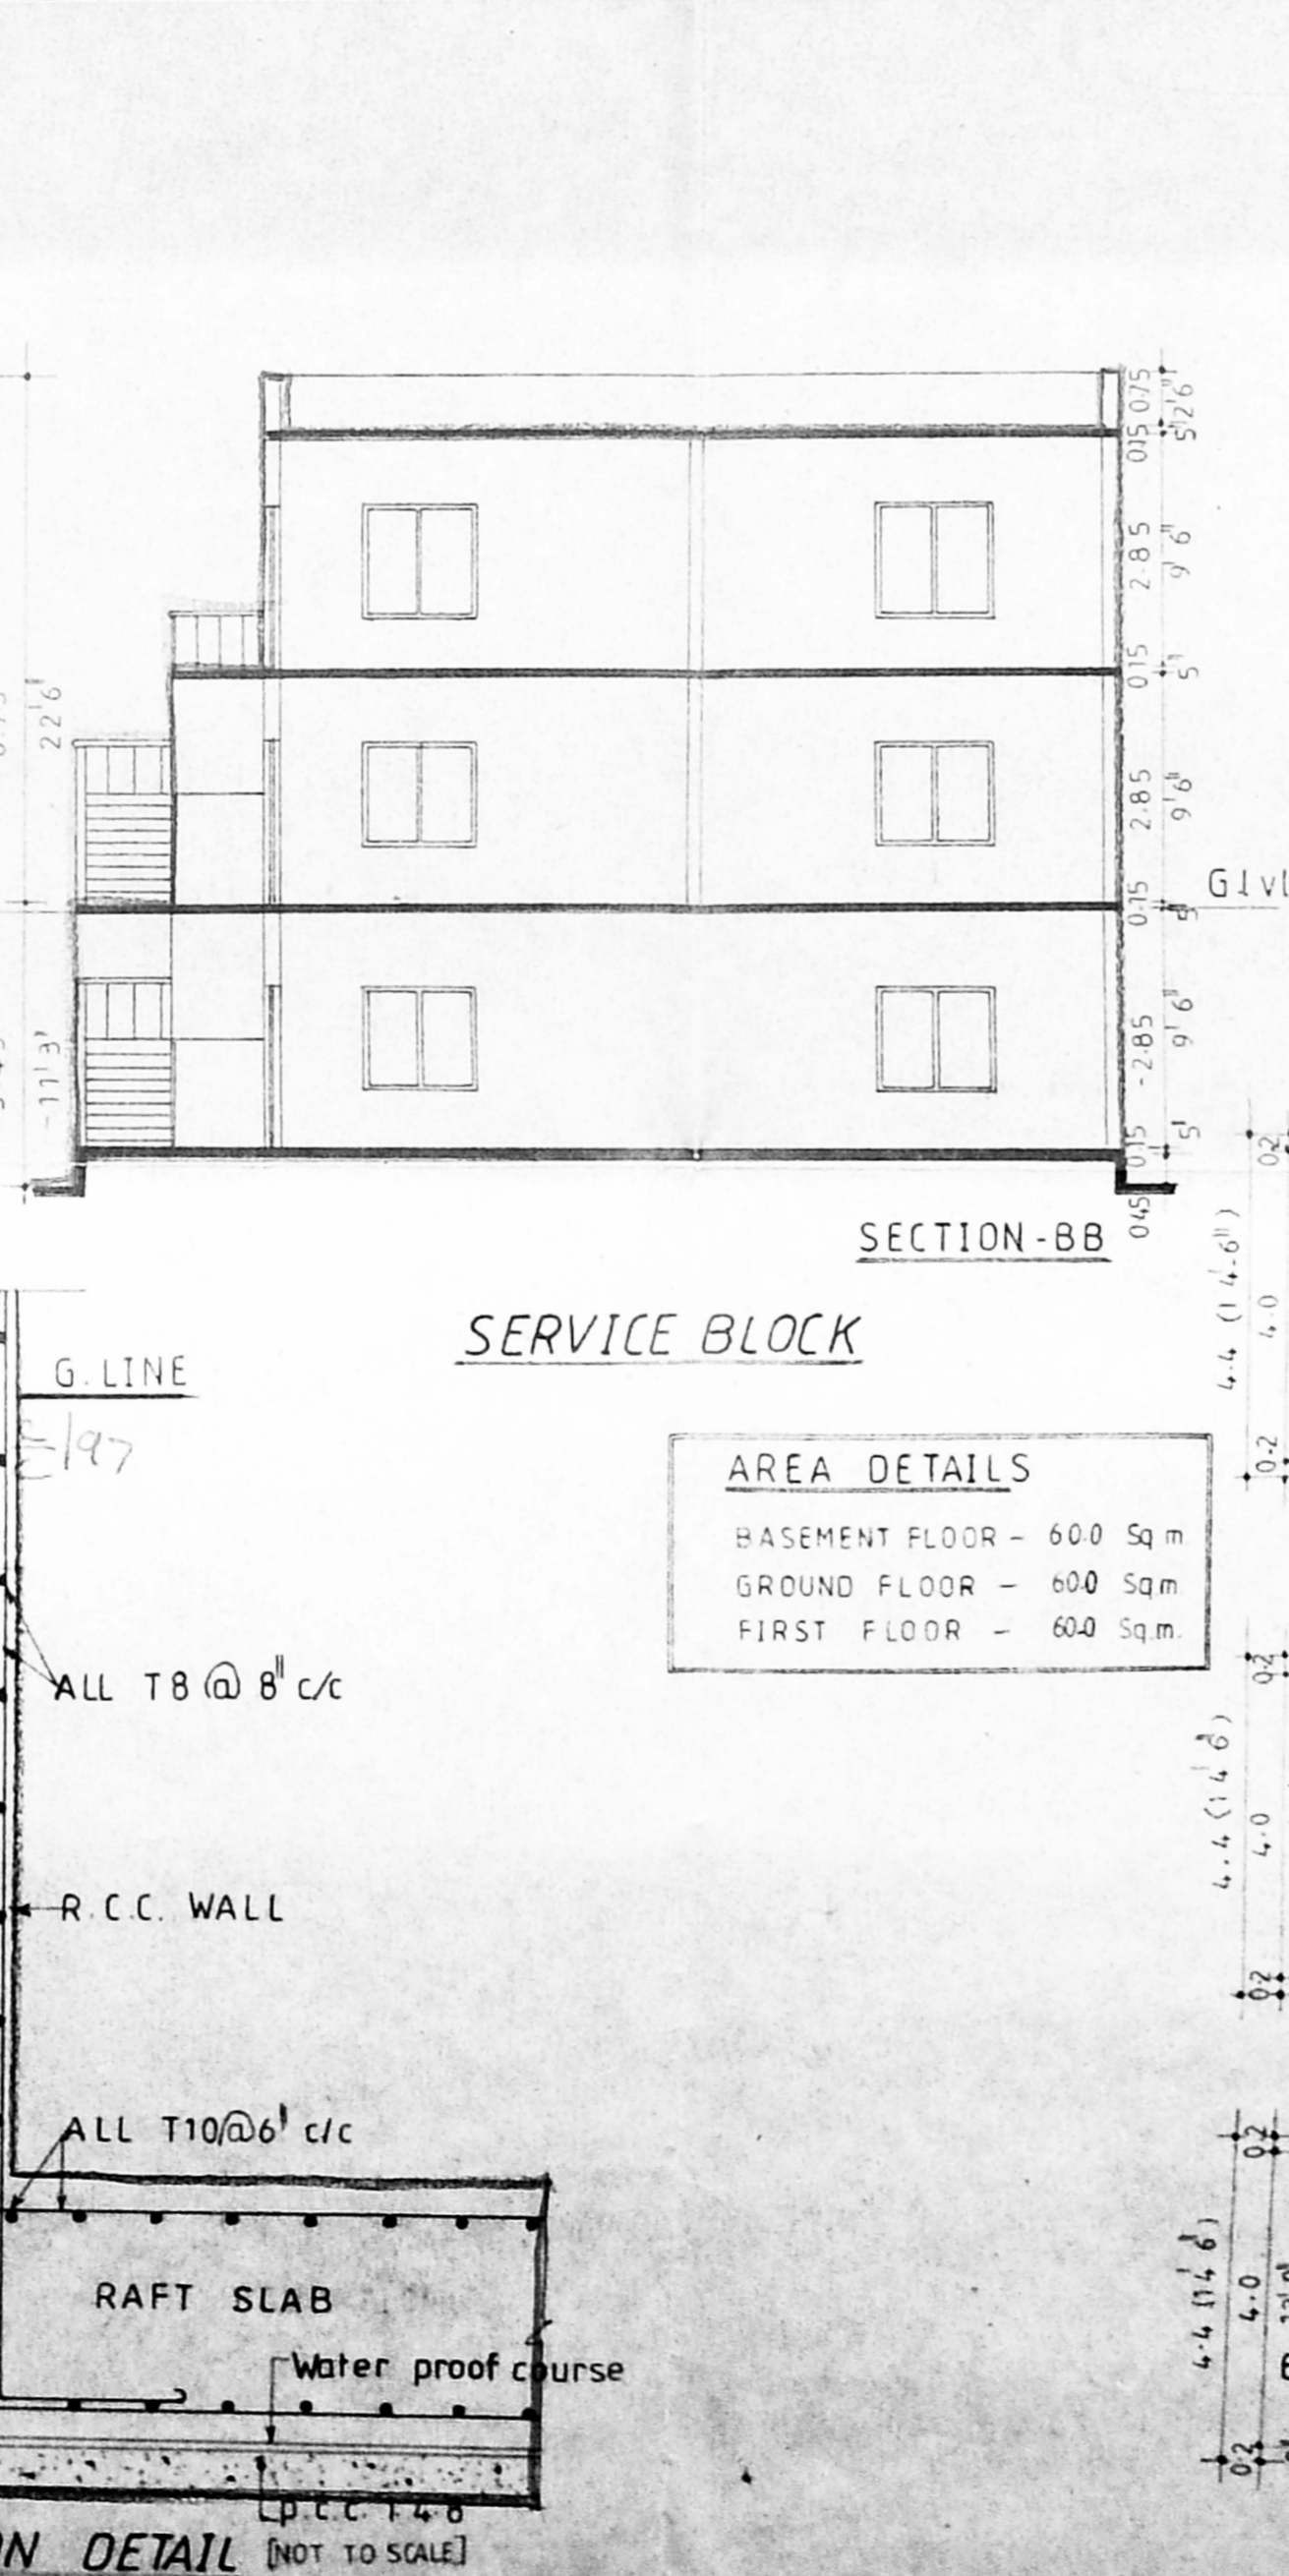 0.75
2'6"
0.15
5'
2.85
9'6"
0.15
5'
22'6"
2.85
9'6"
G.lvl
0.15
5"
2.85
9'6"
11'3"
0.15
5'
0.45
SECTION-BB
SERVICE BLOCK
G. LINE
/97
AREA DETAILS
BASEMENT FLOOR - 60.0 Sq m
GROUND FLOOR - 60.0 Sq m
FIRST FLOOR - 60.0 Sq.m.
0.2
4.4 (14'-6")
4.0
0.2
ALL T8 @ 8" c/c
0.2
4.4 (14'6")
4.0
0.2
R.C.C. WALL
ALL T10@6" c/c
0.2
4.4 (14'6")
4.0
0.2
RAFT SLAB
Water proof course
P.C.C. 1 4 8
N DETAIL [NOT TO SCALE]